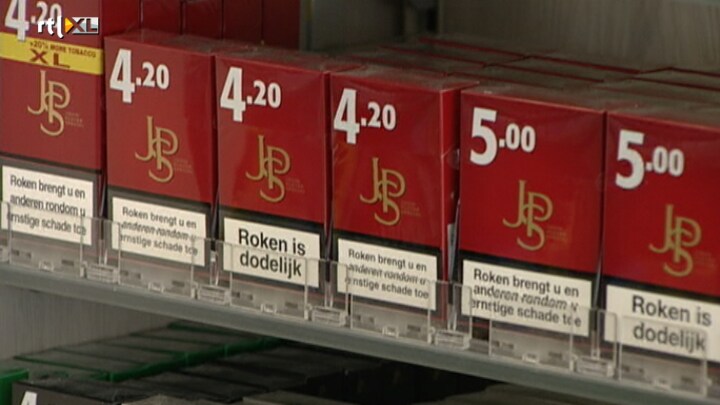 rtl XL
4.20
+20% MORE TOBACCO
XL
JPS
Roken brengt u en
anderen rondom u
ernstige schade toe
4.20
JPS
Roken brengt u en
anderen rondom u
ernstige schade toe
4.20
JPS
Roken is
dodelijk
4.20
JPS
Roken brengt u en
anderen rondom u
ernstige schade toe
5.00
JPS
Roken brengt u en
anderen rondom u
ernstige schade toe
5.00
JPS
Roken is
dodelijk